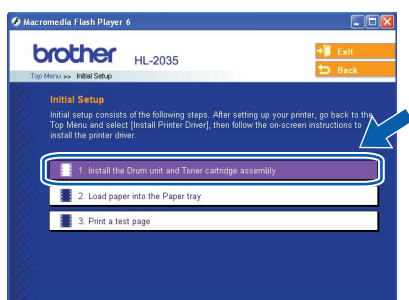 Macromedia Flash Player 6
brother HL-2035
Exit
Back
Top Menu >> Initial Setup
Initial Setup
Initial setup consists of the following steps. After setting up your printer, go back to the
Top Menu and select [Install Printer Driver], then follow the on-screen instructions to
install the printer driver.
1. Install the Drum unit and Toner cartridge assembly
2. Load paper into the Paper tray
3. Print a test page